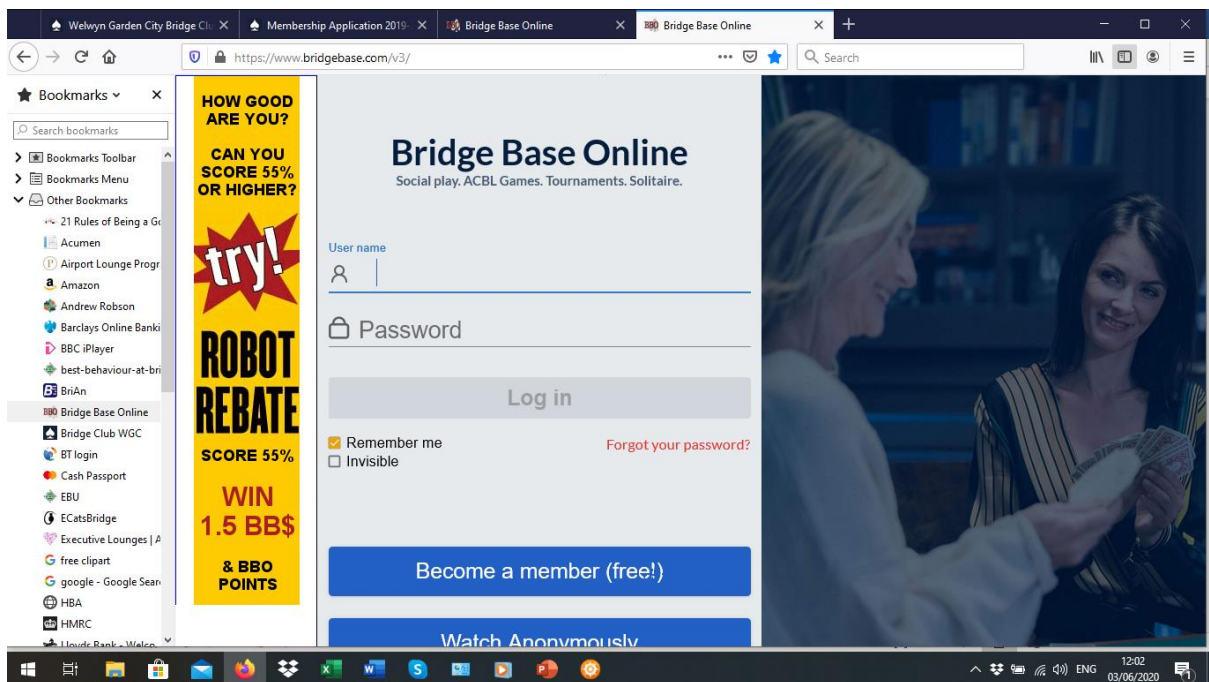 Welwyn Garden City Bridge Clu
Membership Application 2019-
Bridge Base Online
Bridge Base Online
https://www.bridgebase.com/v3/
Search
Bookmarks
Search bookmarks
Bookmarks Toolbar
Bookmarks Menu
Other Bookmarks
21 Rules of Being a Go
Acumen
Airport Lounge Progr
Amazon
Andrew Robson
Barclays Online Banki
BBC iPlayer
best-behaviour-at-bri
BriAn
BBO Bridge Base Online
Bridge Club WGC
BT login
Cash Passport
EBU
ECatsBridge
Executive Lounges | A
free clipart
google - Google Sear
HBA
HMRC
Lloyds Bank - Welco
HOW GOOD
ARE YOU?
CAN YOU
SCORE 55%
OR HIGHER?
try!
ROBOT
REBATE
SCORE 55%
WIN
1.5 BB$
& BBO
POINTS
Bridge Base Online
Social play. ACBL Games. Tournaments. Solitaire.
User name
Password
Log in
Remember me
Forgot your password?
Invisible
Become a member (free!)
Watch Anonymously
ENG
12:02
03/06/2020